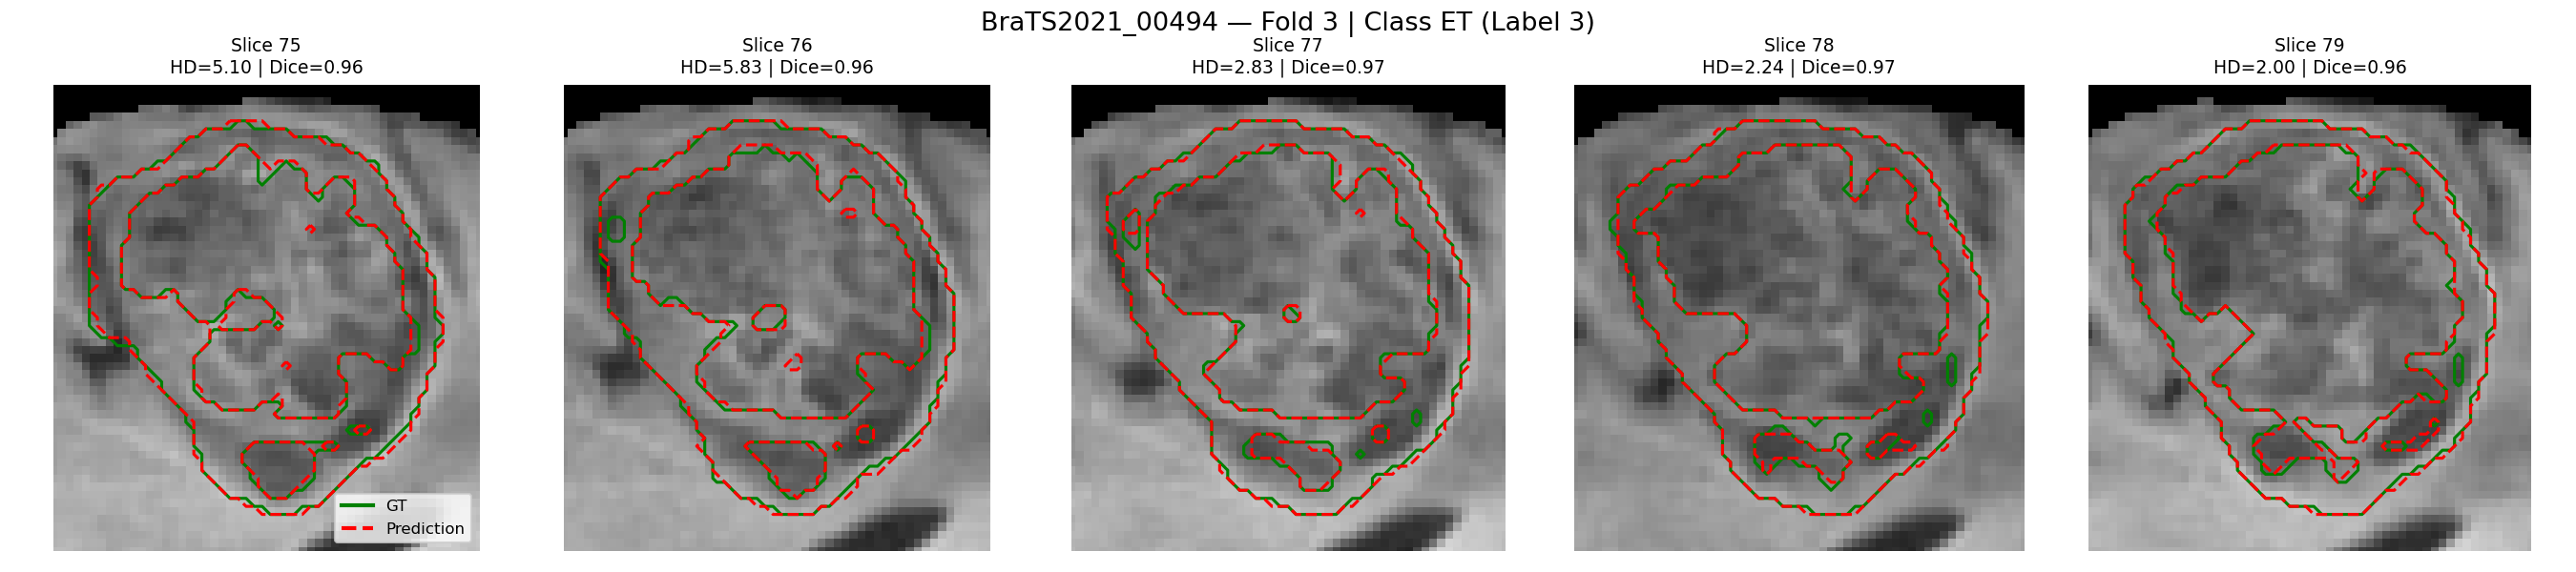 BraTS2021_00494 — Fold 3 | Class ET (Label 3)
Slice 75
HD=5.10 | Dice=0.96
Slice 76
HD=5.83 | Dice=0.96
Slice 77
HD=2.83 | Dice=0.97
Slice 78
HD=2.24 | Dice=0.97
Slice 79
HD=2.00 | Dice=0.96
GT
Prediction